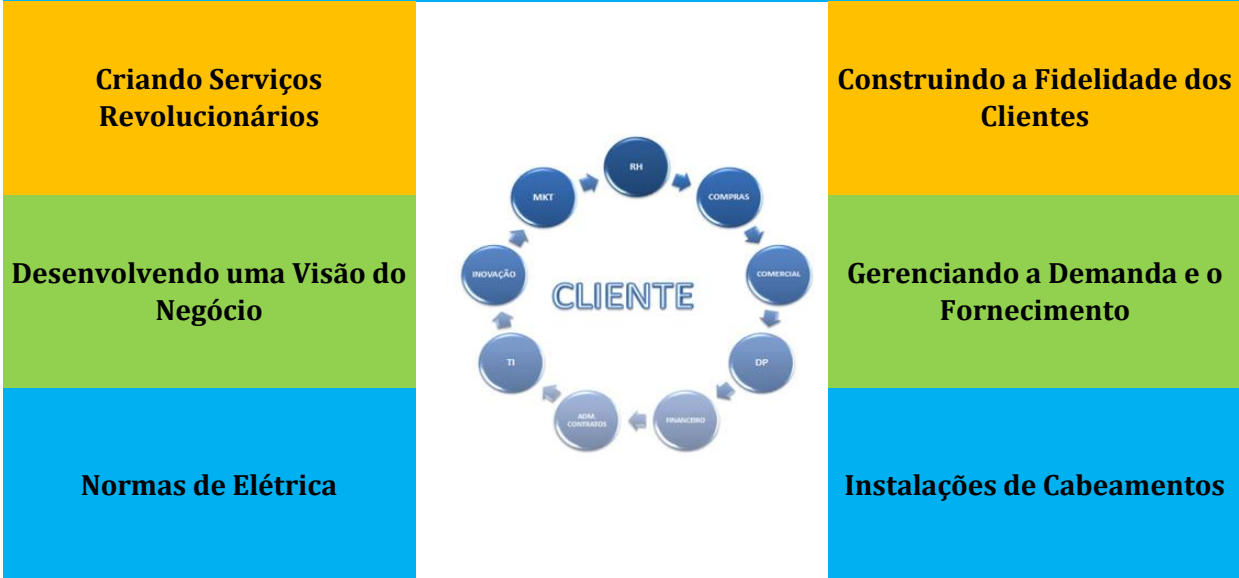 Criando Serviços
Revolucionários
Desenvolvendo uma Visão do
Negócio
Normas de Elétrica
RH
COMPRAS
COMERCIAL
DP
FINANCEIRO
ADM.
CONTRATOS
TI
INOVAÇÃO
MKT
CLIENTE
Construindo a Fidelidade dos
Clientes
Gerenciando a Demanda e o
Fornecimento
Instalações de Cabeamentos